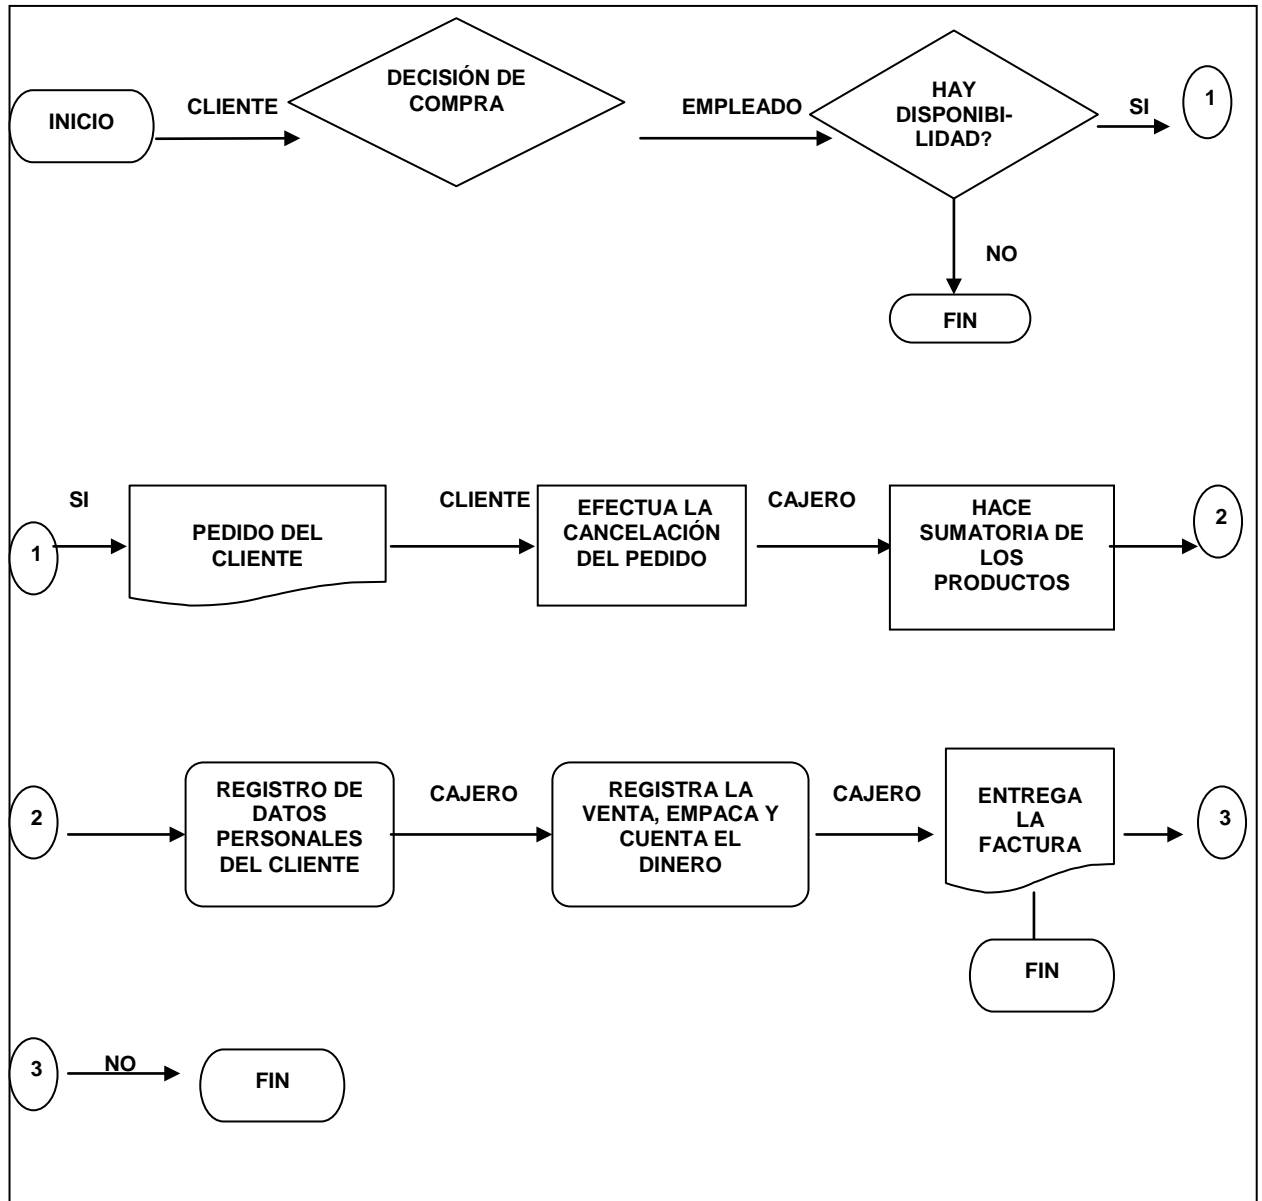 INICIO
CLIENTE
DECISIÓN DE
COMPRA
EMPLEADO
HAY
DISPONIBI-
LIDAD?
SI
1
NO
FIN
1
SI
PEDIDO DEL
CLIENTE
CLIENTE
EFECTUA LA
CANCELACIÓN
DEL PEDIDO
CAJERO
HACE
SUMATORIA DE
LOS
PRODUCTOS
2
2
REGISTRO DE
DATOS
PERSONALES
DEL CLIENTE
CAJERO
REGISTRA LA
VENTA, EMPACA Y
CUENTA EL
DINERO
CAJERO
ENTREGA
LA
FACTURA
3
FIN
3
NO
FIN